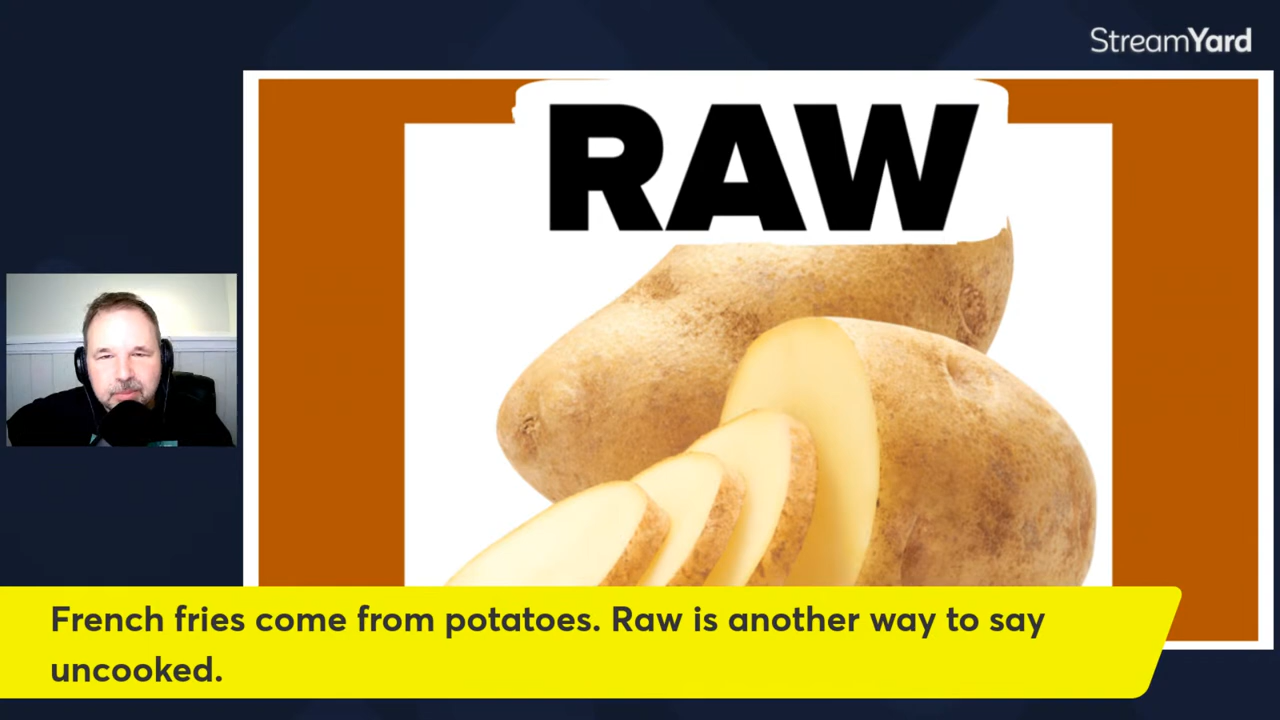 StreamYard
RAW
French fries come from potatoes. Raw is another way to say
uncooked.